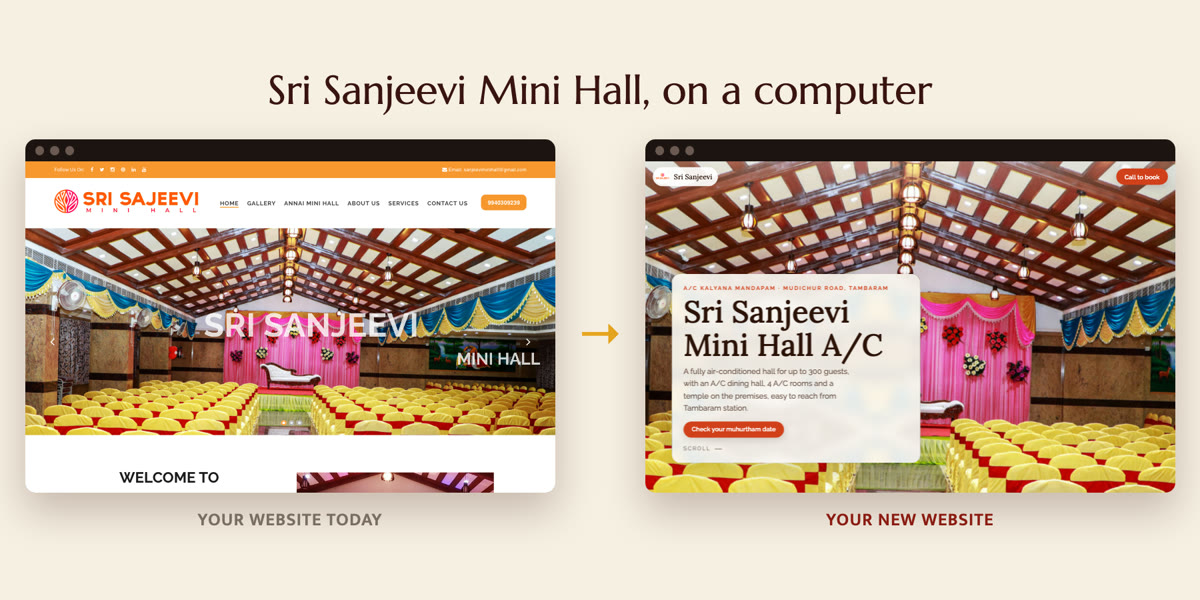 Sri Sanjeevi Mini Hall, on a computer
Follow Us On:
Email: sanjeeviminihall@gmail.com
SRI SAJEEVI
MINI HALL
HOME GALLERY ANNAI MINI HALL ABOUT US SERVICES CONTACT US
SRI SANJEEVI
MINI HALL
WELCOME TO
YOUR WEBSITE TODAY
Sri Sanjeevi
Call to book
A/C KALYANA MANDAPAM · MUDICHUR ROAD, TAMBARAM
Sri Sanjeevi
Mini Hall A/C
A fully air-conditioned hall for up to 300 guests,
with an A/C dining hall, 4 A/C rooms and a
temple on the premises, easy to reach from
Tambaram station.
Check your muhurtham date
SCROLL
YOUR NEW WEBSITE